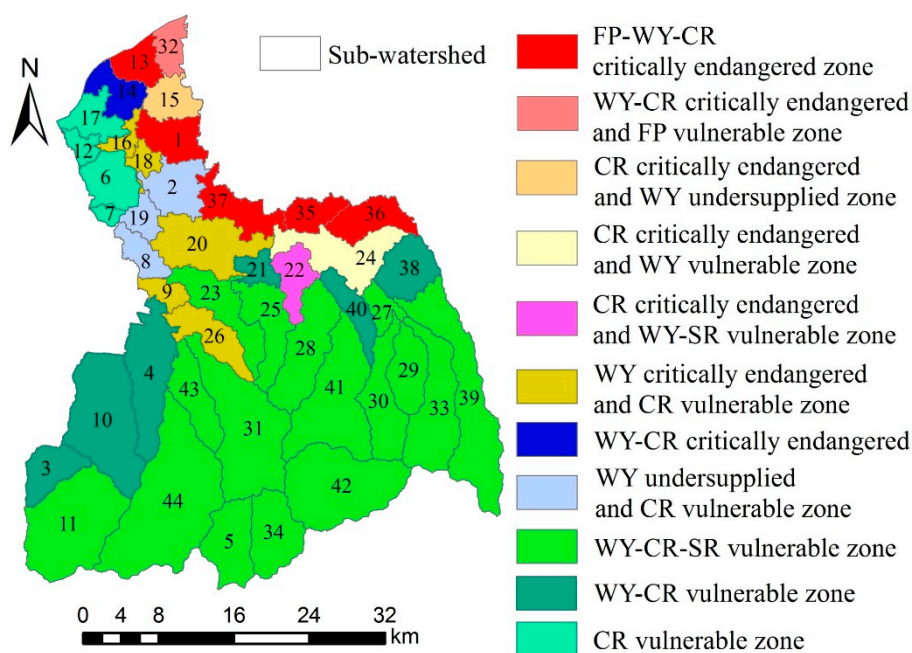 N
Sub-watershed
FP-WY-CR
critically endangered zone
WY-CR critically endangered
and FP vulnerable zone
CR critically endangered
and WY undersupplied zone
CR critically endangered
and WY vulnerable zone
CR critically endangered
and WY-SR vulnerable zone
WY critically endangered
and CR vulnerable zone
WY-CR critically endangered
WY undersupplied
and CR vulnerable zone
WY-CR-SR vulnerable zone
WY-CR vulnerable zone
CR vulnerable zone
32
13
14
15
17
16
1
12
18
6
2
7
19
37
35
36
20
8
21
22
24
38
9
23
25
40
27
26
28
4
43
41
29
10
31
30
33
39
3
44
42
11
5
34
0 4 8 16 24 32
km